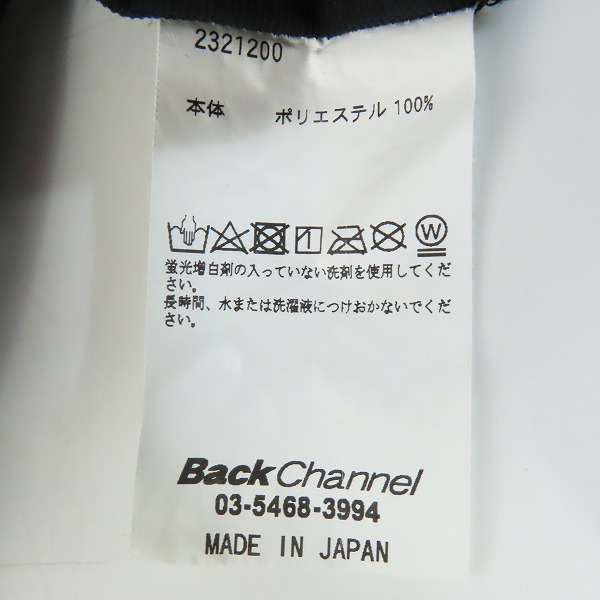 2321200
本体 ポリエステル 100%
W
蛍光増白剤の入っていない洗剤を使用してくだ
さい。
長時間、水または洗濯液につけおかないでくだ
さい。
BackChannel
03-5468-3994
MADE IN JAPAN